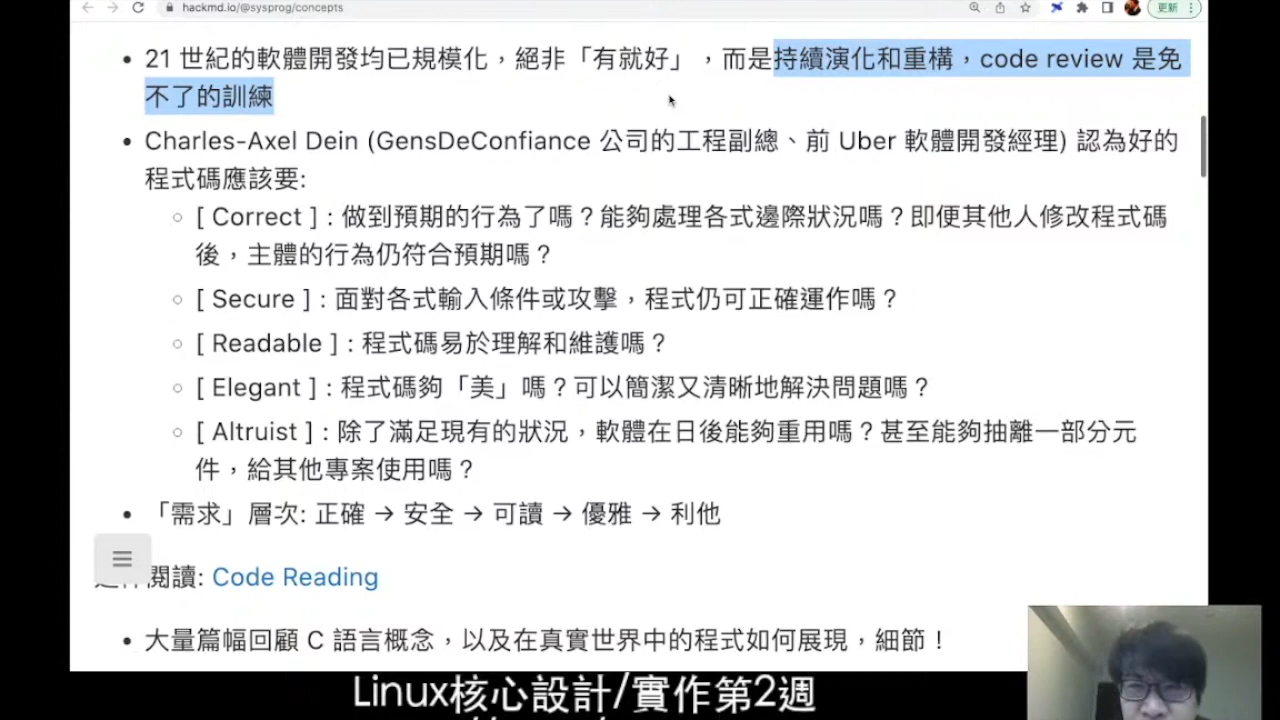 hackmd.io/@sysprog/concepts
更新
21 世紀的軟體開發均已規模化，絕非「有就好」，而是持續演化和重構，code review 是免
不了的訓練
Charles-Axel Dein (GensDeConfiance 公司的工程副總、前 Uber 軟體開發經理) 認為好的
程式碼應該要:
[ Correct ] : 做到預期的行為了嗎？能夠處理各式邊際狀況嗎？即便其他人修改程式碼
後，主體的行為仍符合預期嗎？
[ Secure ] : 面對各式輸入條件或攻擊，程式仍可正確運作嗎？
[ Readable ] : 程式碼易於理解和維護嗎？
[ Elegant ] : 程式碼夠「美」嗎？可以簡潔又清晰地解決問題嗎？
[ Altruist ] : 除了滿足現有的狀況，軟體在日後能夠重用嗎？甚至能夠抽離一部分元
件，給其他專案使用嗎？
「需求」層次: 正確 → 安全 → 可讀 → 優雅 → 利他
閱讀: Code Reading
大量篇幅回顧 C 語言概念，以及在真實世界中的程式如何展現，細節！
Linux核心設計/實作第2週